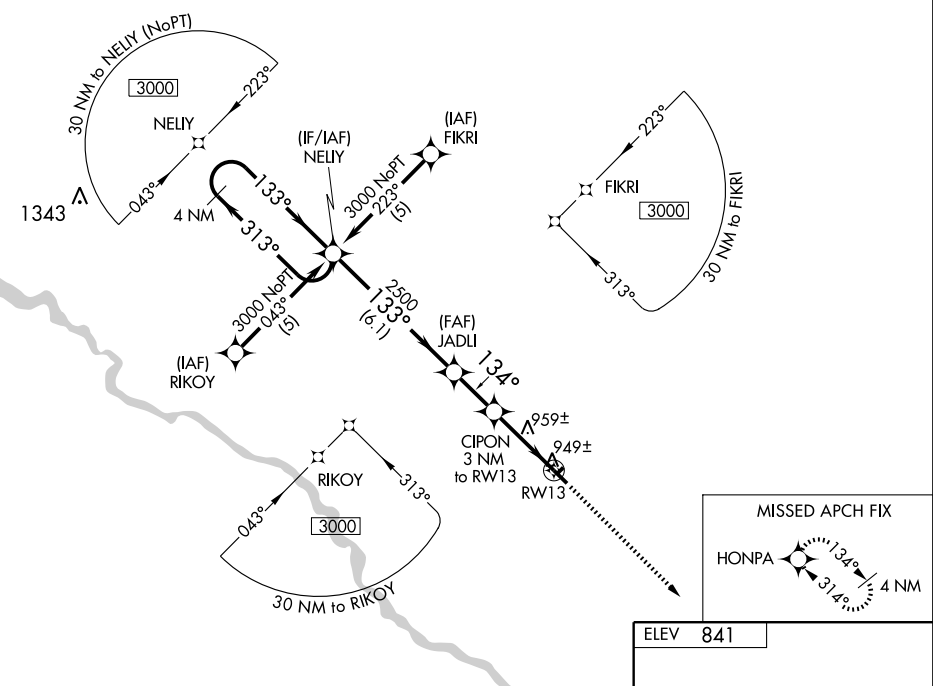 30 NM to NELIY (NoPT)
3000
223°
NELIY
043°
1343
(IF/IAF)
NELIY
(IAF)
FIKRI
3000 NoPT
223°
(5)
133°
4 NM
313°
3000 NoPT
043°
(5)
(IAF)
RIKOY
2500
133°
(6.1)
(FAF)
JADLI
134°
CIPON
3 NM
to RW13
959±
949±
RW13
223°
FIKRI
3000
313°
30 NM to FIKRI
RIKOY
043°
313°
3000
30 NM to RIKOY
MISSED APCH FIX
HONPA
134°
314°
4 NM
ELEV 841